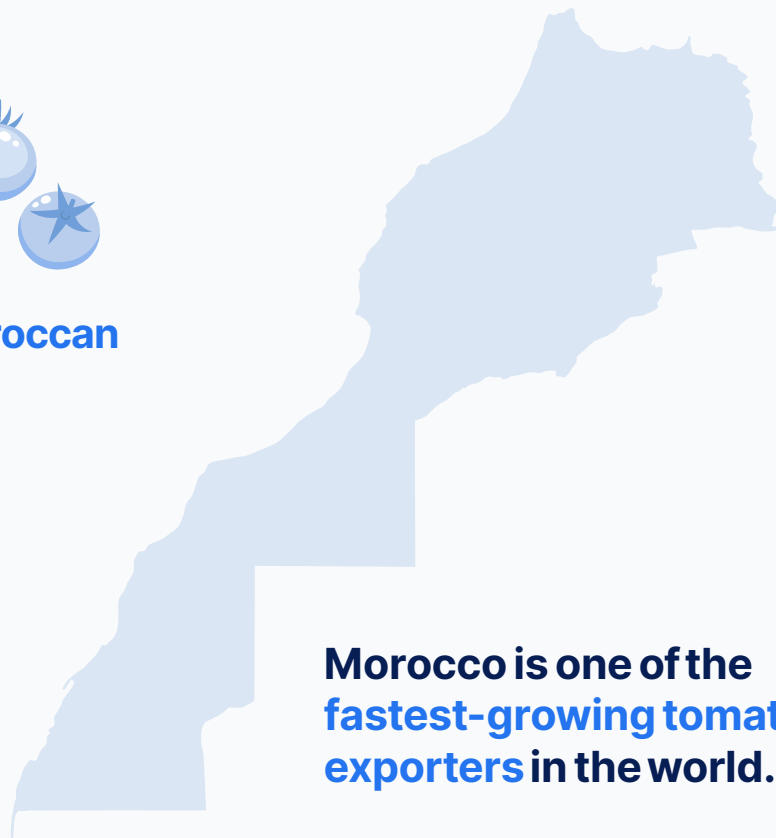 roccan
Morocco is one of the
fastest-growing tomat
exporters in the world.